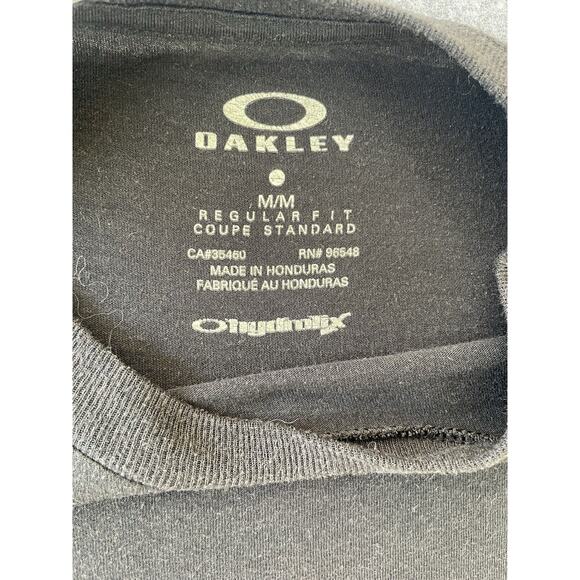 OAKLEY
M/M
REGULAR FIT
COUPE STANDARD
CA#35460 RN# 96548
MADE IN HONDURAS
FABRIQUÉ AU HONDURAS
hydrolix